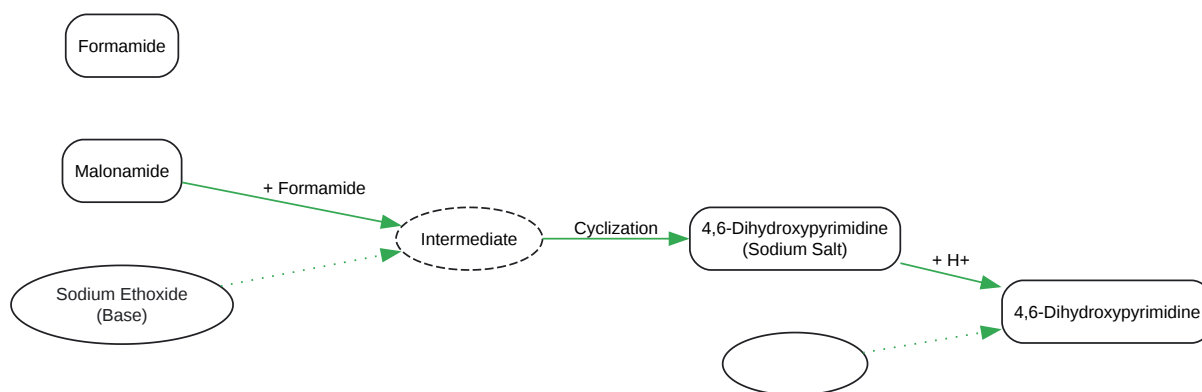 Formamide
Malonamide
+ Formamide
Sodium Ethoxide
(Base)
Intermediate
Cyclization
4,6-Dihydroxypyrimidine
(Sodium Salt)
+ H+
4,6-Dihydroxypyrimidine